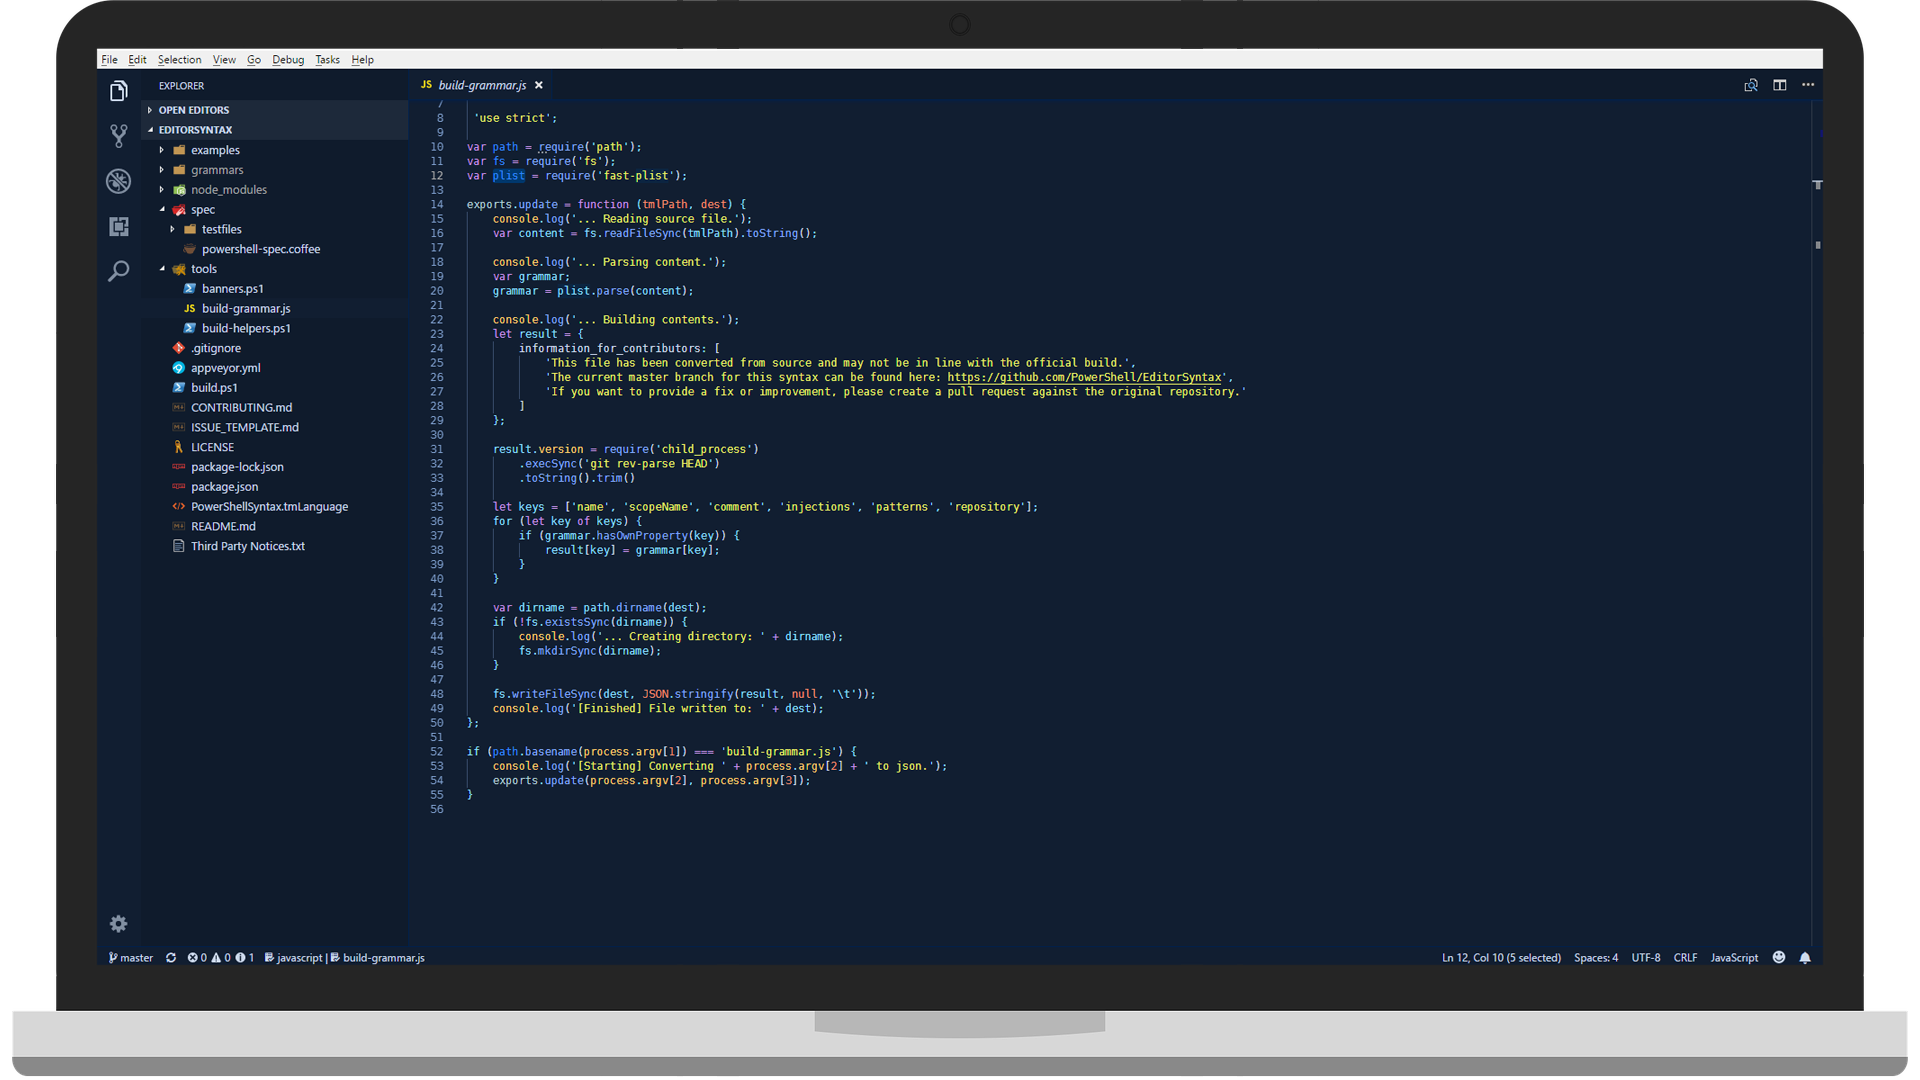 File Edit Selection View Go Debug Tasks Help
EXPLORER
OPEN EDITORS
EDITORSYNTAX
examples
grammars
node_modules
spec
testfiles
powershell-spec.coffee
tools
banners.ps1
JS build-grammar.js
build-helpers.ps1
.gitignore
appveyor.yml
build.ps1
CONTRIBUTING.md
ISSUE_TEMPLATE.md
LICENSE
package-lock.json
package.json
PowerShellSyntax.tmLanguage
README.md
Third Party Notices.txt
JS build-grammar.js
7
8 'use strict';
9
10 var path = require('path');
11 var fs = require('fs');
12 var plist = require('fast-plist');
13
14 exports.update = function (tmlPath, dest) {
15 console.log('... Reading source file.');
16 var content = fs.readFileSync(tmlPath).toString();
17
18 console.log('... Parsing content.');
19 var grammar;
20 grammar = plist.parse(content);
21
22 console.log('... Building contents.');
23 let result = {
24 information_for_contributors: [
25 'This file has been converted from source and may not be in line with the official build.',
26 'The current master branch for this syntax can be found here: https://github.com/PowerShell/EditorSyntax',
27 'If you want to provide a fix or improvement, please create a pull request against the original repository.'
28 ]
29 };
30
31 result.version = require('child_process')
32 .execSync('git rev-parse HEAD')
33 .toString().trim()
34
35 let keys = ['name', 'scopeName', 'comment', 'injections', 'patterns', 'repository'];
36 for (let key of keys) {
37 if (grammar.hasOwnProperty(key)) {
38 result[key] = grammar[key];
39 }
40 }
41
42 var dirname = path.dirname(dest);
43 if (!fs.existsSync(dirname)) {
44 console.log('... Creating directory: ' + dirname);
45 fs.mkdirSync(dirname);
46 }
47
48 fs.writeFileSync(dest, JSON.stringify(result, null, '\t'));
49 console.log('[Finished] File written to: ' + dest);
50 };
51
52 if (path.basename(process.argv[1]) === 'build-grammar.js') {
53 console.log('[Starting] Converting ' + process.argv[2] + ' to json.');
54 exports.update(process.argv[2], process.argv[3]);
55 }
56
master 0 0 1 javascript | build-grammar.js Ln 12, Col 10 (5 selected) Spaces: 4 UTF-8 CRLF JavaScript